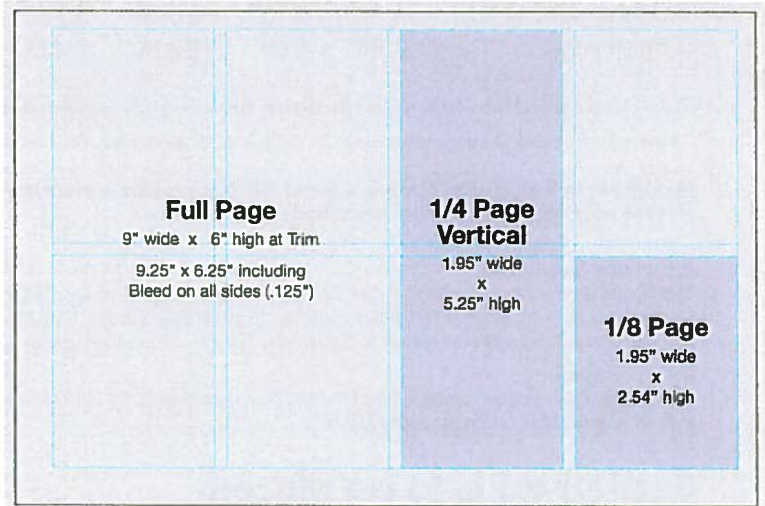 Full Page
9" wide x 6" high at Trim
9.25" x 6.25" including
Bleed on all sides (.125")
1/4 Page
Vertical
1.95" wide
x
5.25" high
1/8 Page
1.95" wide
x
2.54" high